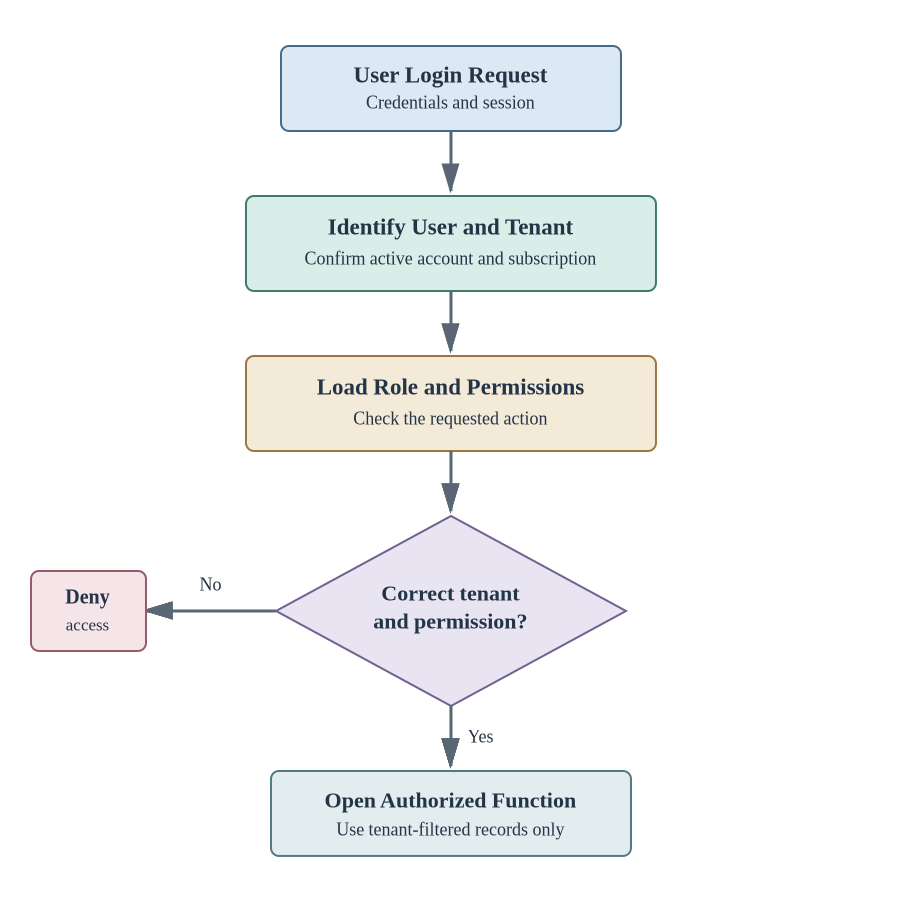 User Login Request
Credentials and session
Identify User and Tenant
Confirm active account and subscription
Load Role and Permissions
Check the requested action
Correct tenant
and permission?
No
Deny
access
Yes
Open Authorized Function
Use tenant-filtered records only